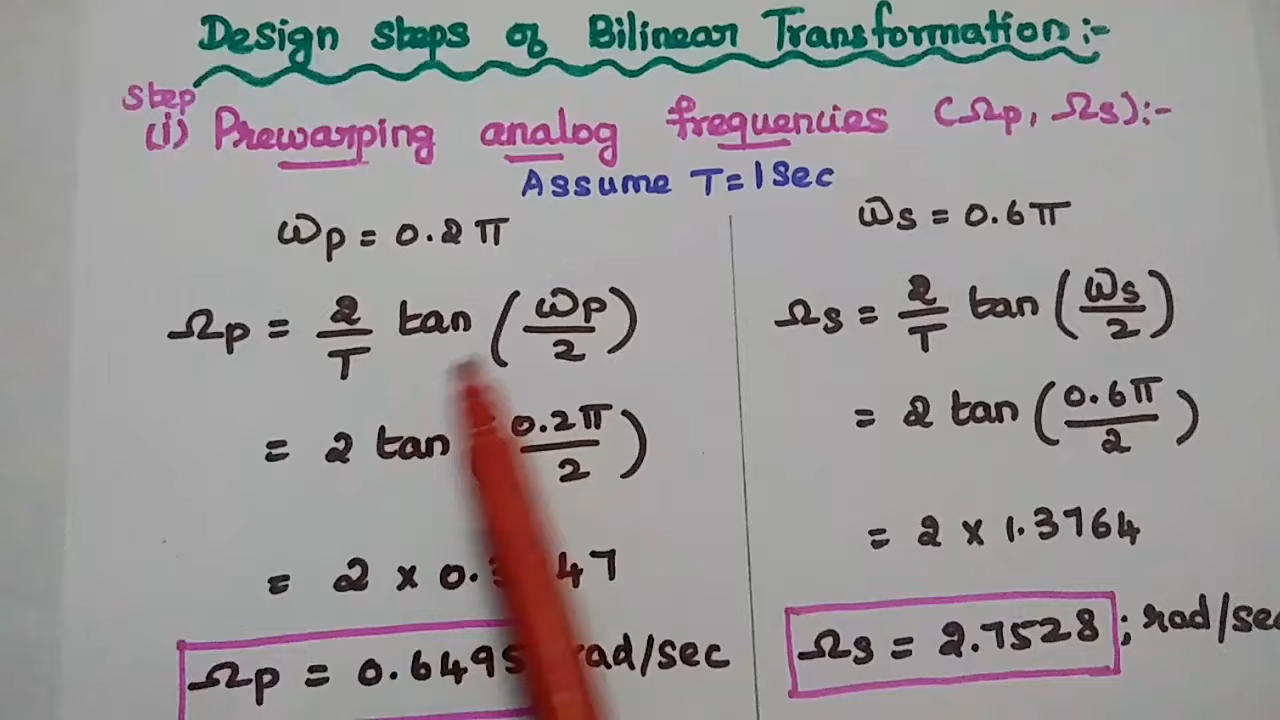 Design steps of Bilinear Transformation:-
Step
(i) Prewarping analog frequencies (Ωp, Ωs):-
Assume T=1Sec
ωp = 0.2π
Ωp = 2/T tan (ωp/2)
= 2 tan (0.2π/2)
= 2 × 0.3 47
Ωp = 0.6495 rad/sec
ωs = 0.6π
Ωs = 2/T tan (ωs/2)
= 2 tan (0.6π/2)
= 2 × 1.3764
Ωs = 2.7528 ; rad/sec